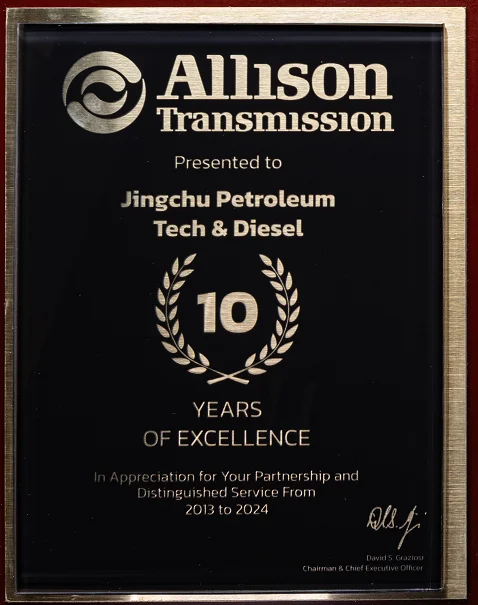 Allison
Transmission
Presented to
Jingchu Petroleum
Tech & Diesel
10
YEARS
OF EXCELLENCE
In Appreciation for Your Partnership and
Distinguished Service From
2013 to 2024
David S. Graziosi
Chairman & Chief Executive Officer